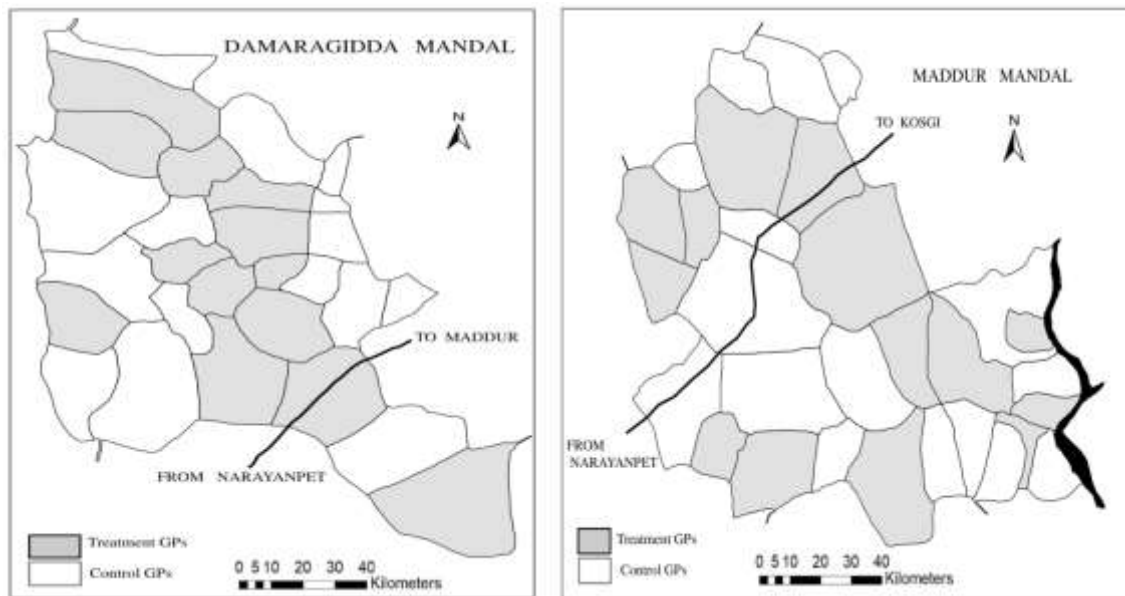 DAMARAGIDDA MANDAL
N
TO MADDUR
FROM NARAYANPET
Treatment GPs
Control GPs
0 5 10 20 30 40
Kilometers
MADDUR MANDAL
TO KOSGI
N
FROM
NARAYANPET
Treatment GPs
Control GPs
0 5 10 20 30 40
Kilometers